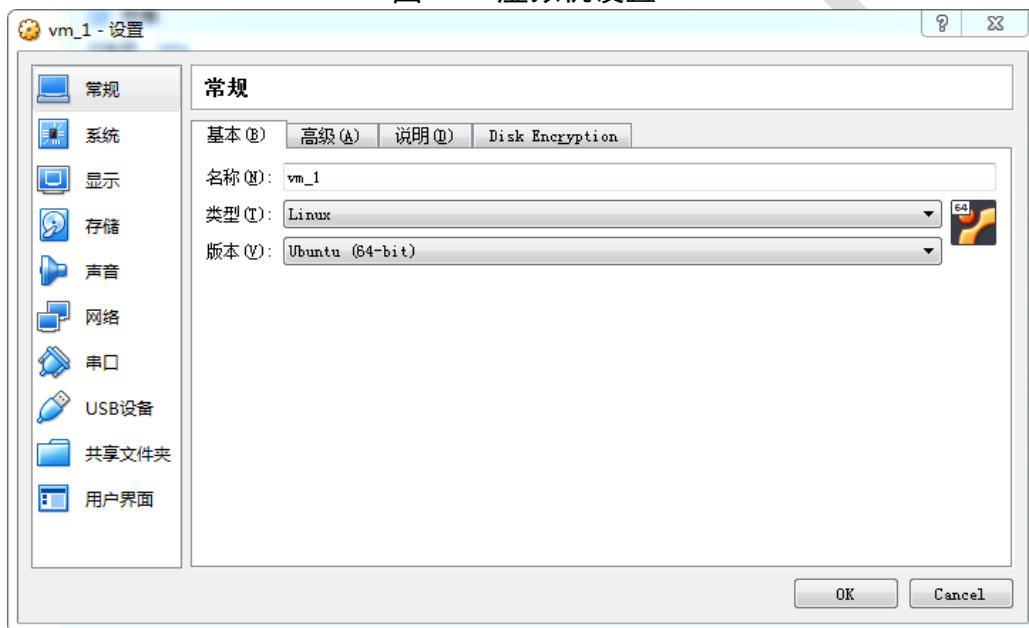 vm_1 - 设置
常规
系统
显示
存储
声音
网络
串口
USB设备
共享文件夹
用户界面
常规
基本(B) 高级(A) 说明(D) Disk Encryption
名称(N): vm_1
类型(T): Linux
64
版本(V): Ubuntu (64-bit)
OK Cancel